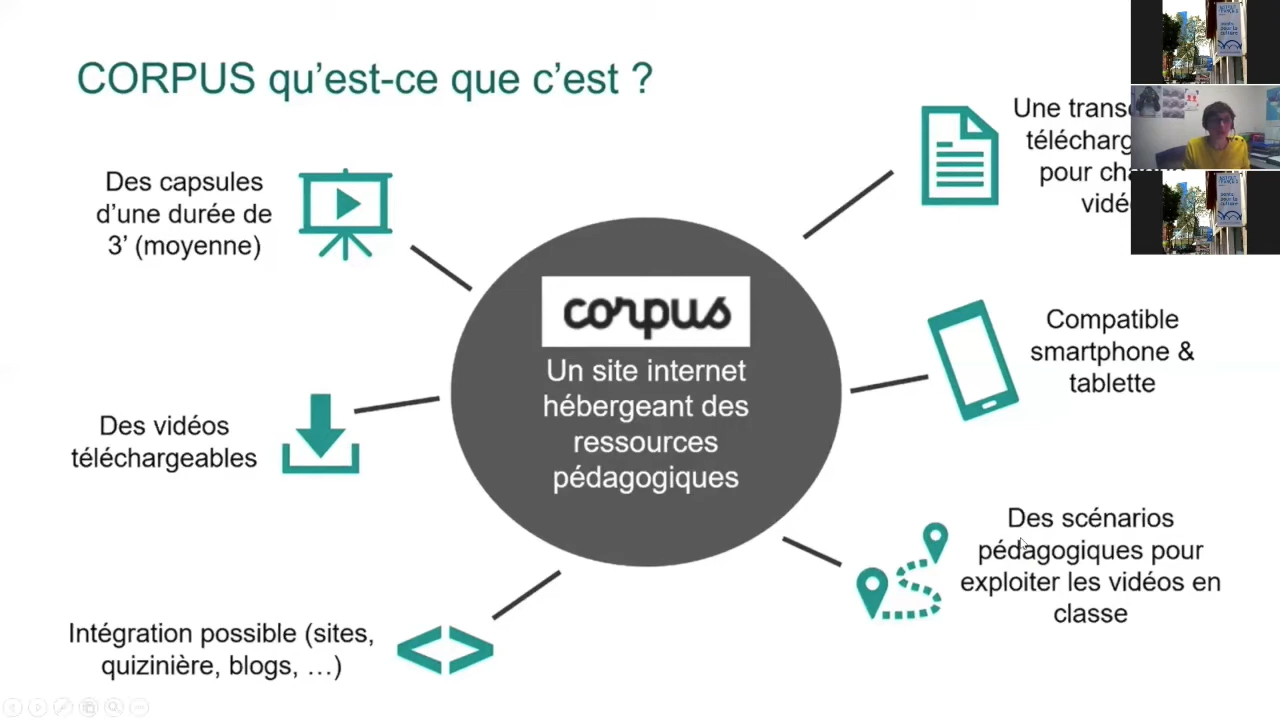 CORPUS qu’est-ce que c’est ?
Des capsules
d’une durée de
3’ (moyenne)
Des vidéos
téléchargeables
Intégration possible (sites,
quizinière, blogs, …)
corpus
Un site internet
hébergeant des
ressources
pédagogiques
Une
pour
Compatible
smartphone &
tablette
Des scénarios
pédagogiques pour
exploiter les vidéos en
classe